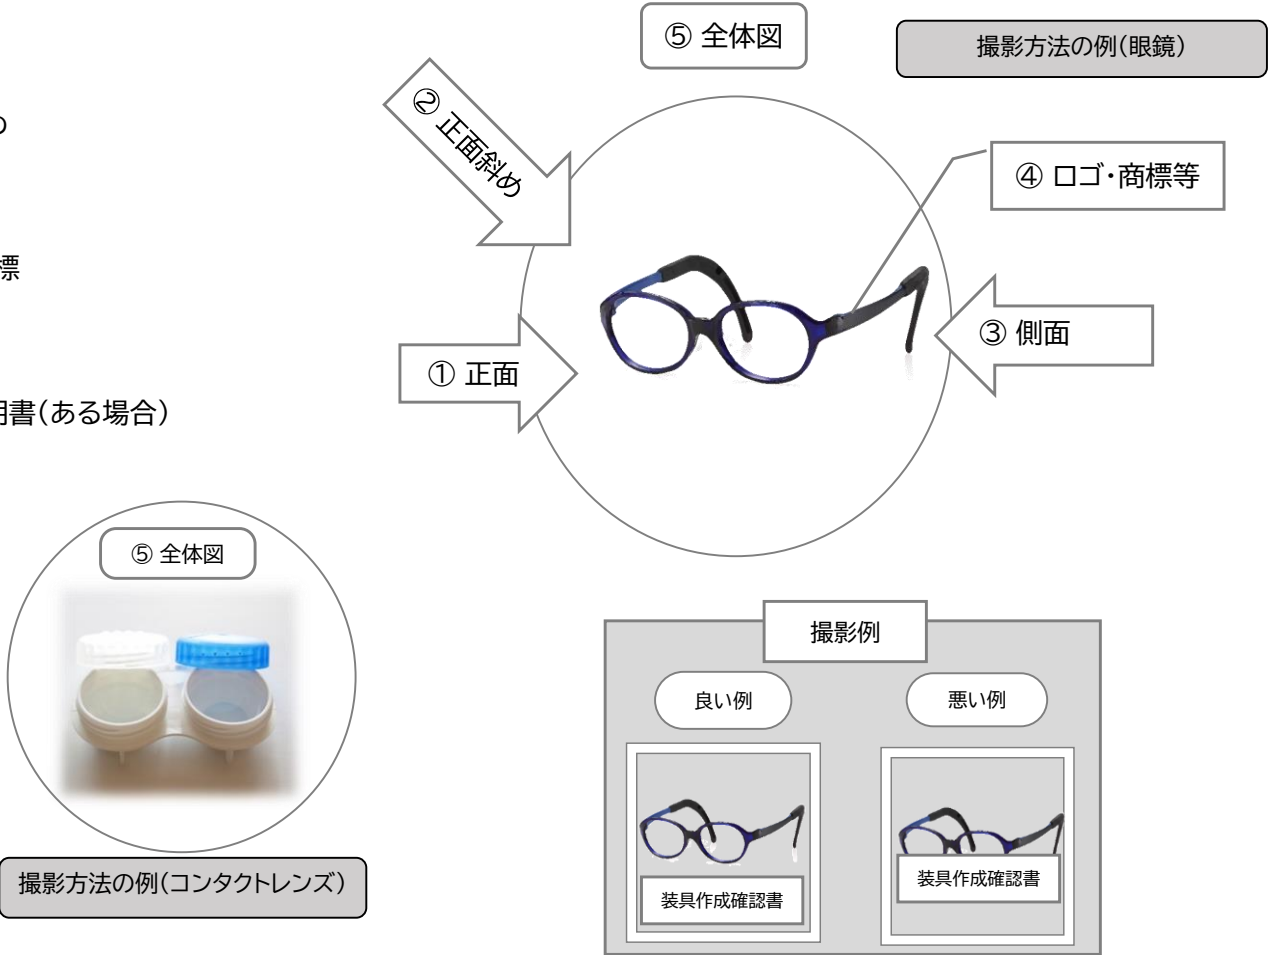 ⑤ 全体図
撮影方法の例(眼鏡)
② 正面斜め
④ ロゴ・商標等
標
③ 側面
① 正面
明書(ある場合)
⑤ 全体図
撮影方法の例(コンタクトレンズ)
撮影例
良い例
悪い例
装具作成確認書
装具作成確認書